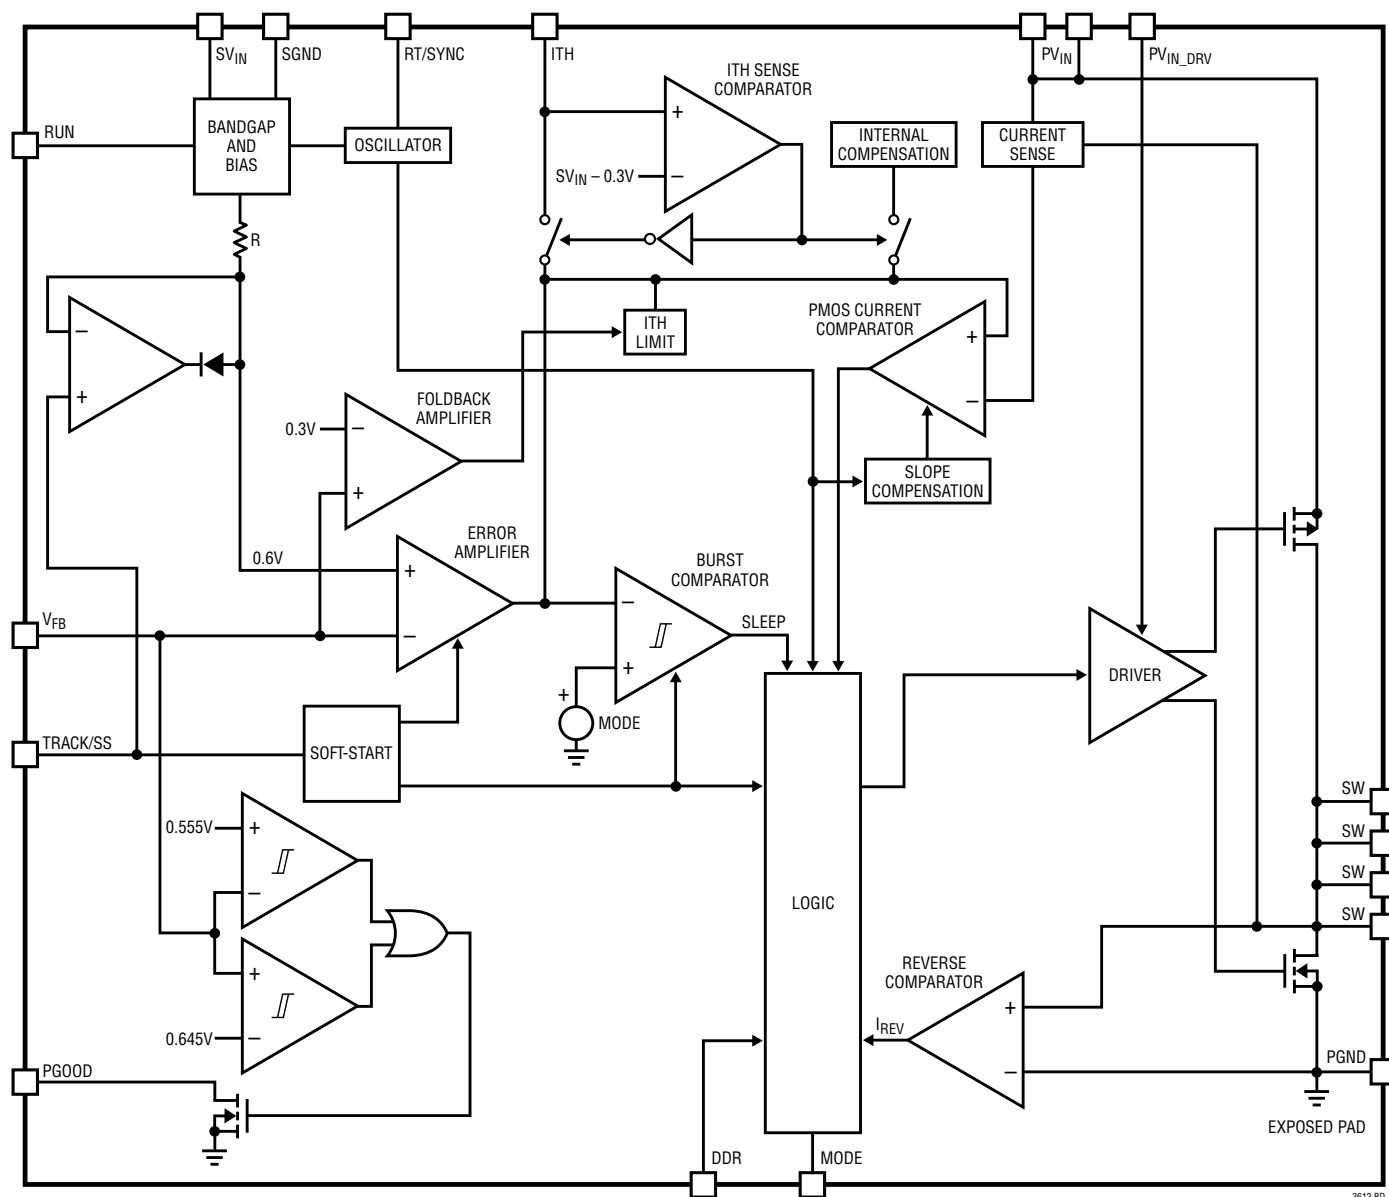 SVIN
SGND
RT/SYNC
ITH
PVIN
PVIN_DRV
ITH SENSE
COMPARATOR
RUN
BANDGAP
AND
BIAS
OSCILLATOR
+
INTERNAL
COMPENSATION
CURRENT
SENSE
SVIN – 0.3V
–
R
–
+
ITH
LIMIT
PMOS CURRENT
COMPARATOR
+
–
FOLDBACK
AMPLIFIER
0.3V
–
+
SLOPE
COMPENSATION
ERROR
AMPLIFIER
0.6V
+
–
BURST
COMPARATOR
–
+
SLEEP
VFB
+
MODE
DRIVER
TRACK/SS
SOFT-START
SW
SW
SW
SW
0.555V
+
–
LOGIC
+
0.645V
–
REVERSE
COMPARATOR
+
IREV
–
PGOOD
PGND
EXPOSED PAD
DDR
MODE
3612 BD